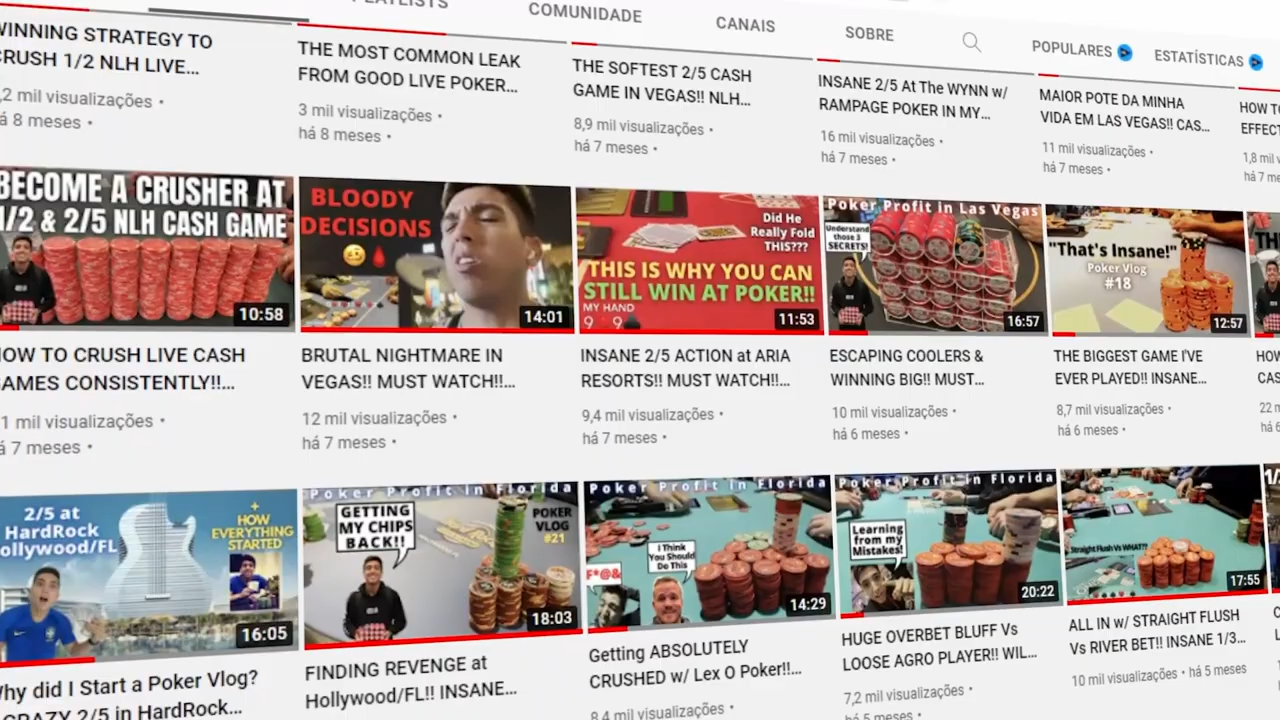 COMUNIDADE
CANAIS
SOBRE
POPULARES
ESTATÍSTICAS
WINNING STRATEGY TO
CRUSH 1/2 NLH LIVE...
,2 mil visualizações •
há 8 meses •
THE MOST COMMON LEAK
FROM GOOD LIVE POKER...
3 mil visualizações •
há 8 meses •
THE SOFTEST 2/5 CASH
GAME IN VEGAS!! NLH...
8,9 mil visualizações •
há 7 meses •
INSANE 2/5 At The WYNN w/
RAMPAGE POKER IN MY...
16 mil visualizações •
há 7 meses •
MAIOR POTE DA MINHA
VIDA EM LAS VEGAS!! CAS...
11 mil visualizações •
há 7 meses •
HOW TO
EFFECT
1,8 mil
há 7 me
BECOME A CRUSHER AT
1/2 & 2/5 NLH CASH GAME
10:58
BLOODY
DECISIONS
14:01
Did He
Really Fold
THIS???
THIS IS WHY YOU CAN
STILL WIN AT POKER!!
MY HAND
9 9
11:53
Poker Profit in Las Vegas
Understand
those 3
SECRETS!
16:57
"That's Insane!"
Poker Vlog
#18
12:57
HOW TO CRUSH LIVE CASH
GAMES CONSISTENTLY!!...
1 mil visualizações •
há 7 meses •
BRUTAL NIGHTMARE IN
VEGAS!! MUST WATCH!!...
12 mil visualizações •
há 7 meses •
INSANE 2/5 ACTION at ARIA
RESORTS!! MUST WATCH!!...
9,4 mil visualizações •
há 7 meses •
ESCAPING COOLERS &
WINNING BIG!! MUST...
10 mil visualizações •
há 6 meses •
THE BIGGEST GAME I'VE
EVER PLAYED!! INSANE...
8,7 mil visualizações •
há 6 meses •
HOW
CAS
22 m
há 6
2/5 at
HardRock
Hollywood/FL
+
HOW
EVERYTHING
STARTED
16:05
Poker Profit in Florida
GETTING
MY CHIPS
BACK!!
POKER
VLOG
#21
18:03
Poker Profit in Florida
I Think
You Should
Do This
F*@&
14:29
Poker Profit in Florida
Learning
from my
Mistakes!
20:22
Straight Flush Vs WHAT??
17:55
Why did I Start a Poker Vlog?
CRAZY 2/5 in HardRock...
FINDING REVENGE at
Hollywood/FL!! INSANE...
Getting ABSOLUTELY
CRUSHED w/ Lex O Poker!!...
8,4 mil visualizações •
HUGE OVERBET BLUFF Vs
LOOSE AGRO PLAYER!! WIL...
7,2 mil visualizações •
há 5 meses •
ALL IN w/ STRAIGHT FLUSH
Vs RIVER BET!! INSANE 1/3...
10 mil visualizações • há 5 meses